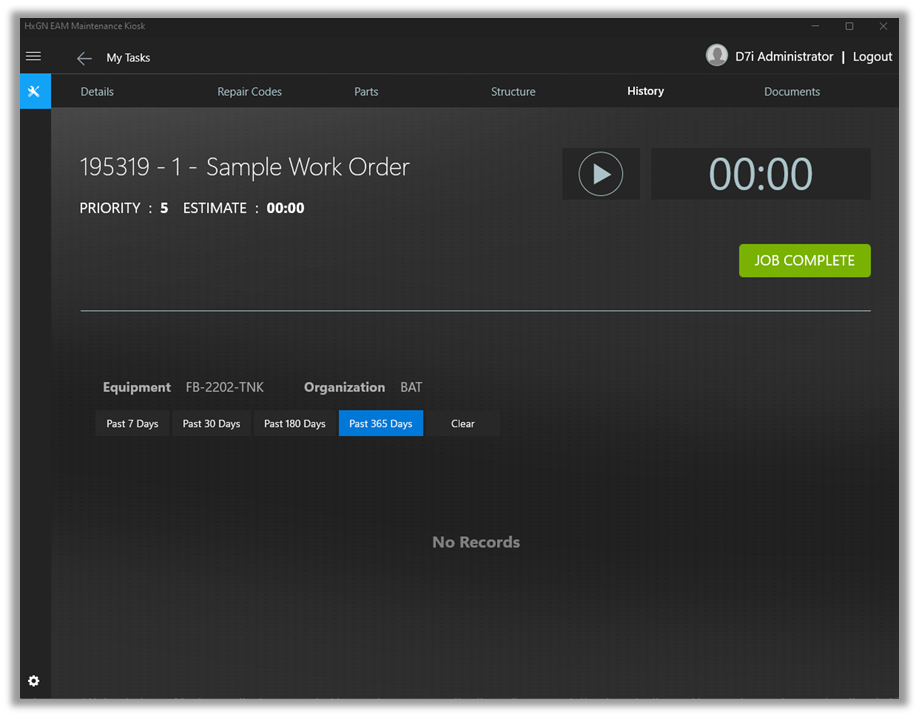 HxGN EAM Maintenance Kiosk
My Tasks
D7i Administrator | Logout
Details Repair Codes Parts Structure History Documents
195319 - 1 - Sample Work Order
00:00
PRIORITY : 5 ESTIMATE : 00:00
JOB COMPLETE
Equipment FB-2202-TNK Organization BAT
Past 7 Days Past 30 Days Past 180 Days Past 365 Days Clear
No Records